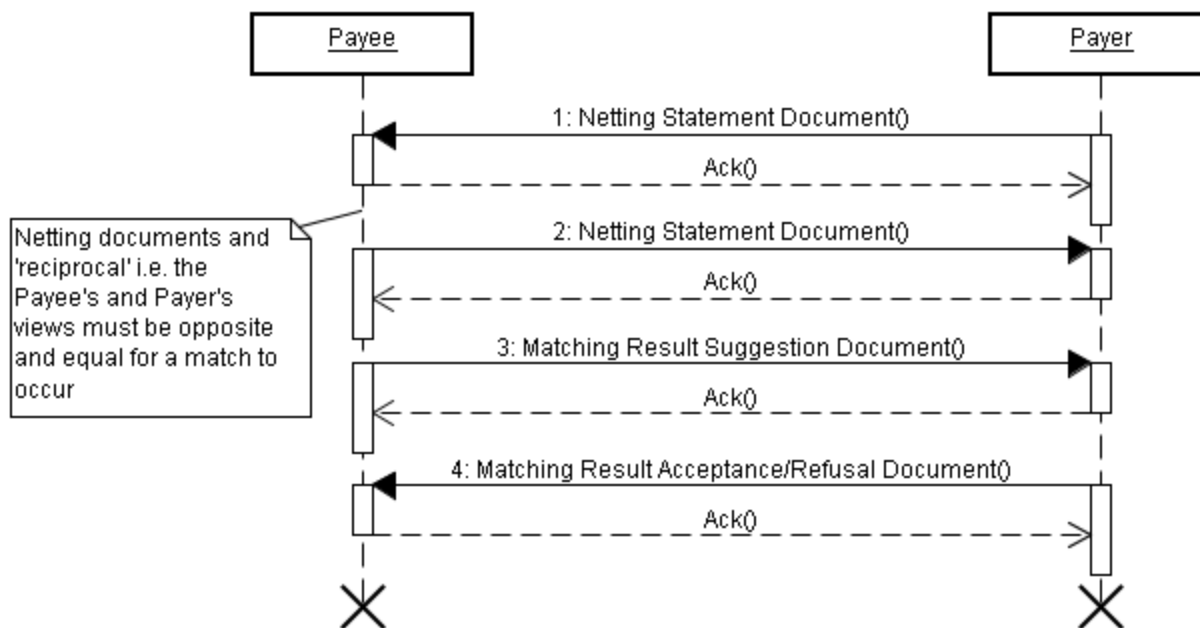 Payee
Payer
1: Netting Statement Document()
Ack()
2: Netting Statement Document()
Ack()
Netting documents and
'reciprocal' i.e. the
Payee's and Payer's
views must be opposite
and equal for a match to
occur
3: Matching Result Suggestion Document()
Ack()
4: Matching Result Acceptance/Refusal Document()
Ack()